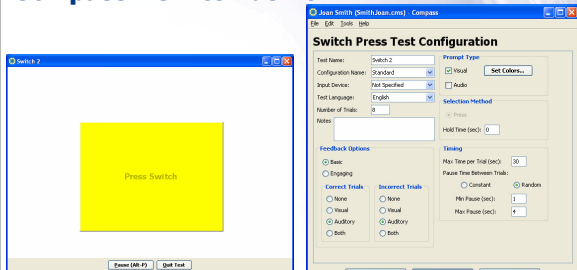 Switch 2
Press Switch
Pause (Alt-P) Quit Test
Joan Smith (SmithJoan.cms) - Compass
File Edit Tools Help
Switch Press Test Configuration
Test Name: Switch 2
Configuration Name: Standard
Input Device: Not Specified
Test Language: English
Number of Trials: 8
Notes
Feedback Options
Basic
Engaging
Correct Trials
None
Visual
Auditory
Both
Incorrect Trials
None
Visual
Auditory
Both
Prompt Type
Visual Set Colors...
Audio
Selection Method
Press
Hold Time (sec): 0
Timing
Max Time per Trial (sec): 30
Pause Time Between Trials:
Constant Random
Min Pause (sec): 1
Max Pause (sec): 4